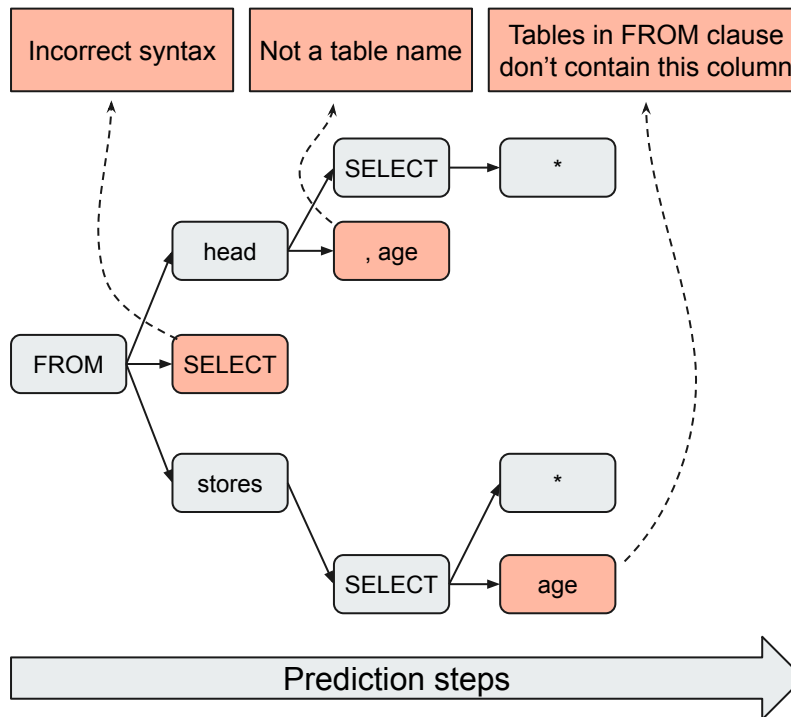 Incorrect syntax
Not a table name
Tables in FROM clause
don't contain this column
SELECT
*
head
, age
FROM
SELECT
stores
*
SELECT
age
Prediction steps